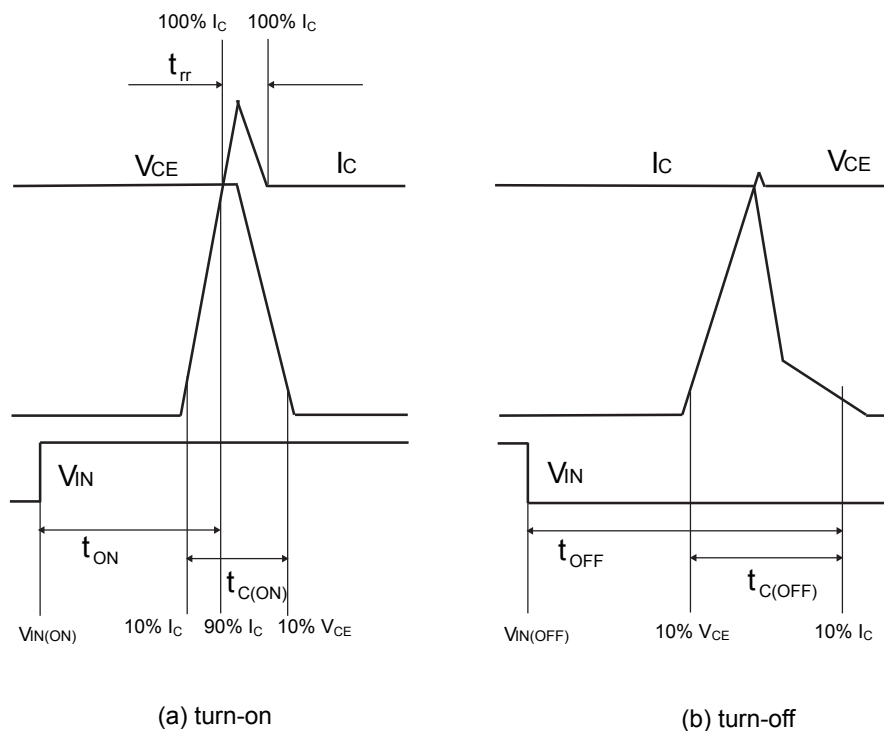 100% IC 100% IC
trr
VCE IC
IC VCE
VIN
VIN
tON
tC(ON)
tOFF
tC(OFF)
VIN(ON) 10% IC 90% IC 10% VCE
VIN(OFF) 10% VCE 10% IC
(a) turn-on
(b) turn-off